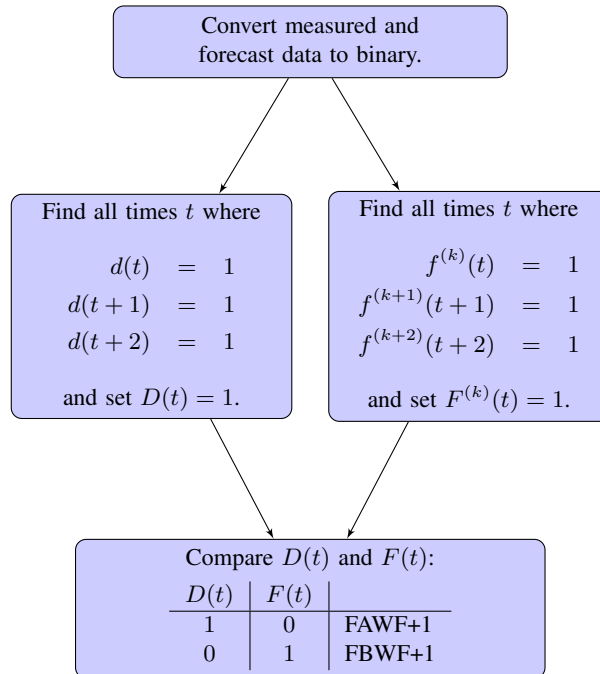 Convert measured and
forecast data to binary.
Find all times t where
d(t) = 1
d(t + 1) = 1
d(t + 2) = 1
and set D(t) = 1.
Find all times t where
f^{(k)}(t) = 1
f^{(k+1)}(t + 1) = 1
f^{(k+2)}(t + 2) = 1
and set F^{(k)}(t) = 1.
Compare D(t) and F(t):
D(t) F(t)
1 0 FAWF+1
0 1 FBWF+1